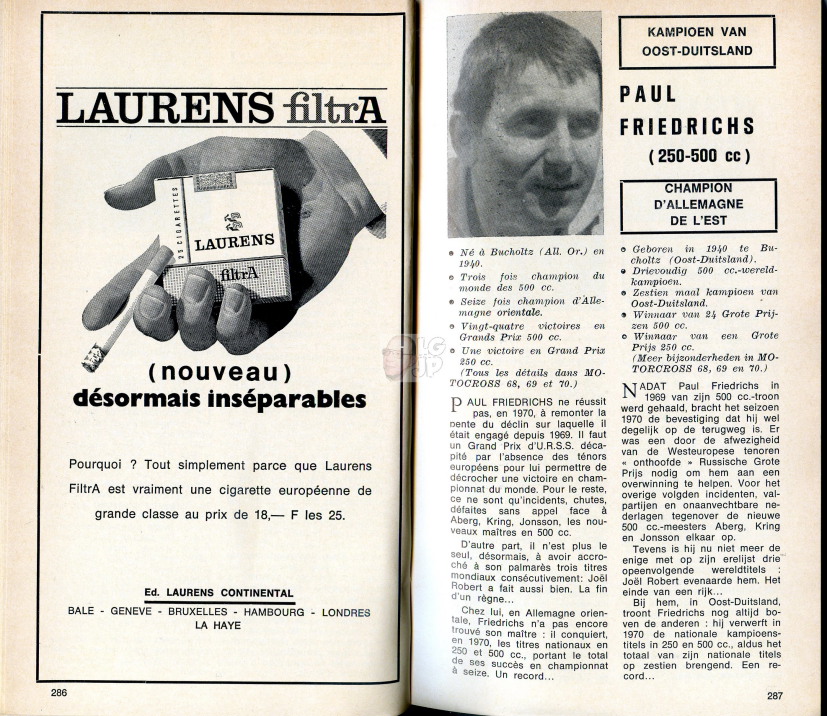 LAURENS filtrA
25 CIGARETTES
LAURENS
filtrA
(nouveau)
désormais inséparables
Pourquoi ? Tout simplement parce que Laurens
FiltrA est vraiment une cigarette européenne de
grande classe au prix de 18,— F les 25.
Ed. LAURENS CONTINENTAL
BALE - GENEVE - BRUXELLES - HAMBOURG - LONDRES
LA HAYE
286
KAMPIOEN VAN
OOST-DUITSLAND
PAUL
FRIEDRICHS
(250-500 cc)
CHAMPION
D'ALLEMAGNE
DE L'EST
● Né à Bucholtz (All. Or.) en
1940.
● Trois fois champion du
monde des 500 cc.
● Seize fois champion d'Alle-
magne orientale.
● Vingt-quatre victoires en
Grands Prix 500 cc.
● Une victoire en Grand Prix
250 cc.
(Tous les détails dans MO-
TOCROSS 68, 69 et 70.)
PAUL FRIEDRICHS ne réussit
pas, en 1970, à remonter la
pente du déclin sur laquelle il
était engagé depuis 1969. Il faut
un Grand Prix d'U.R.S.S. déca-
pité par l'absence des ténors
européens pour lui permettre de
décrocher une victoire en cham-
pionnat du monde. Pour le reste,
ce ne sont qu'incidents, chutes,
défaites sans appel face à
Aberg, Kring, Jonsson, les nou-
veaux maîtres en 500 cc.
D'autre part, il n'est plus le
seul, désormais, à avoir accro-
ché à son palmarès trois titres
mondiaux consécutivement: Joël
Robert a fait aussi bien. La fin
d'un règne...
Chez lui, en Allemagne orien-
tale, Friedrichs n'a pas encore
trouvé son maître : il conquiert,
en 1970, les titres nationaux en
250 et 500 cc., portant le total
de ses succès en championnat
à seize. Un record...
● Geboren in 1940 te Bu-
choltz (Oost-Duitsland).
● Drievoudig 500 cc.-wereld-
kampioen.
● Zestien maal kampioen van
Oost-Duitsland.
● Winnaar van 24 Grote Prij-
zen 500 cc.
● Winnaar van een Grote
Prijs 250 cc.
(Meer bijzonderheden in MO-
TORCROSS 68, 69 en 70.)
NADAT Paul Friedrichs in
1969 van zijn 500 cc.-troon
werd gehaald, bracht het seizoen
1970 de bevestiging dat hij wel
degelijk op de terugweg is. Er
was een door de afwezigheid
van de Westeuropese tenoren
« onthoofde » Russische Grote
Prijs nodig om hem aan een
overwinning te helpen. Voor het
overige volgden incidenten, val-
partijen en onaanvechtbare ne-
derlagen tegenover de nieuwe
500 cc.-meesters Aberg, Kring
en Jonsson elkaar op.
Tevens is hij nu niet meer de
enige met op zijn erelijst drie
opeenvolgende wereldtitels :
Joël Robert evenaarde hem. Het
einde van een rijk...
Bij hem, in Oost-Duitsland,
troont Friedrichs nog altijd bo-
ven de anderen : hij verwerft in
1970 de nationale kampioens-
titels in 250 en 500 cc., aldus het
totaal van zijn nationale titels
op zestien brengend. Een re-
cord...
287